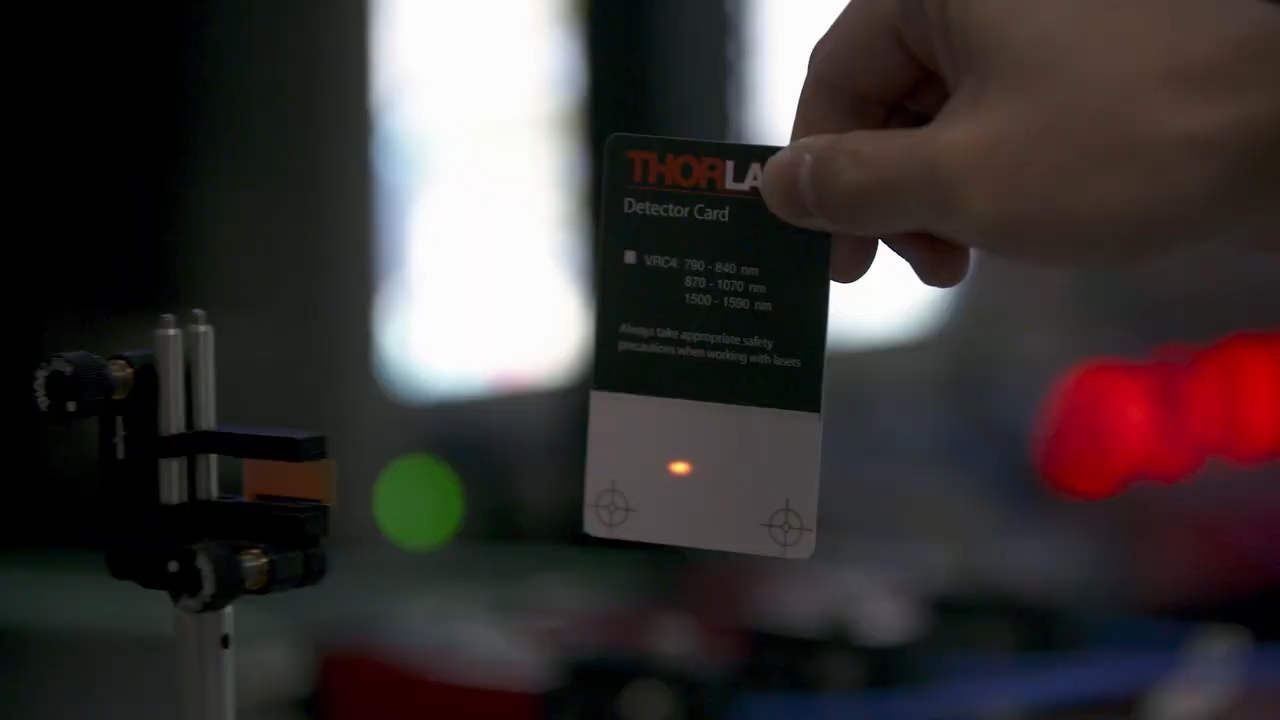 THORLA
Detector Card
VRC4 790 - 840 nm
870 - 1070 nm
1500 - 1590 nm
Always take appropriate safety
precautions when working with lasers